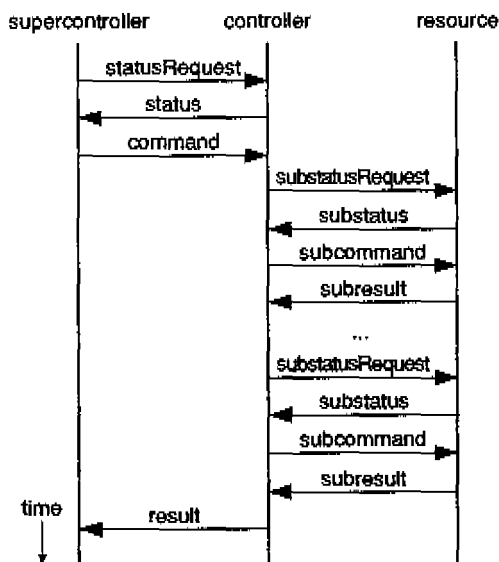 supercontroller controller resource
statusRequest
status
command
substatusRequest
substatus
subcommand
subresult
...
substatusRequest
substatus
subcommand
subresult
time
result